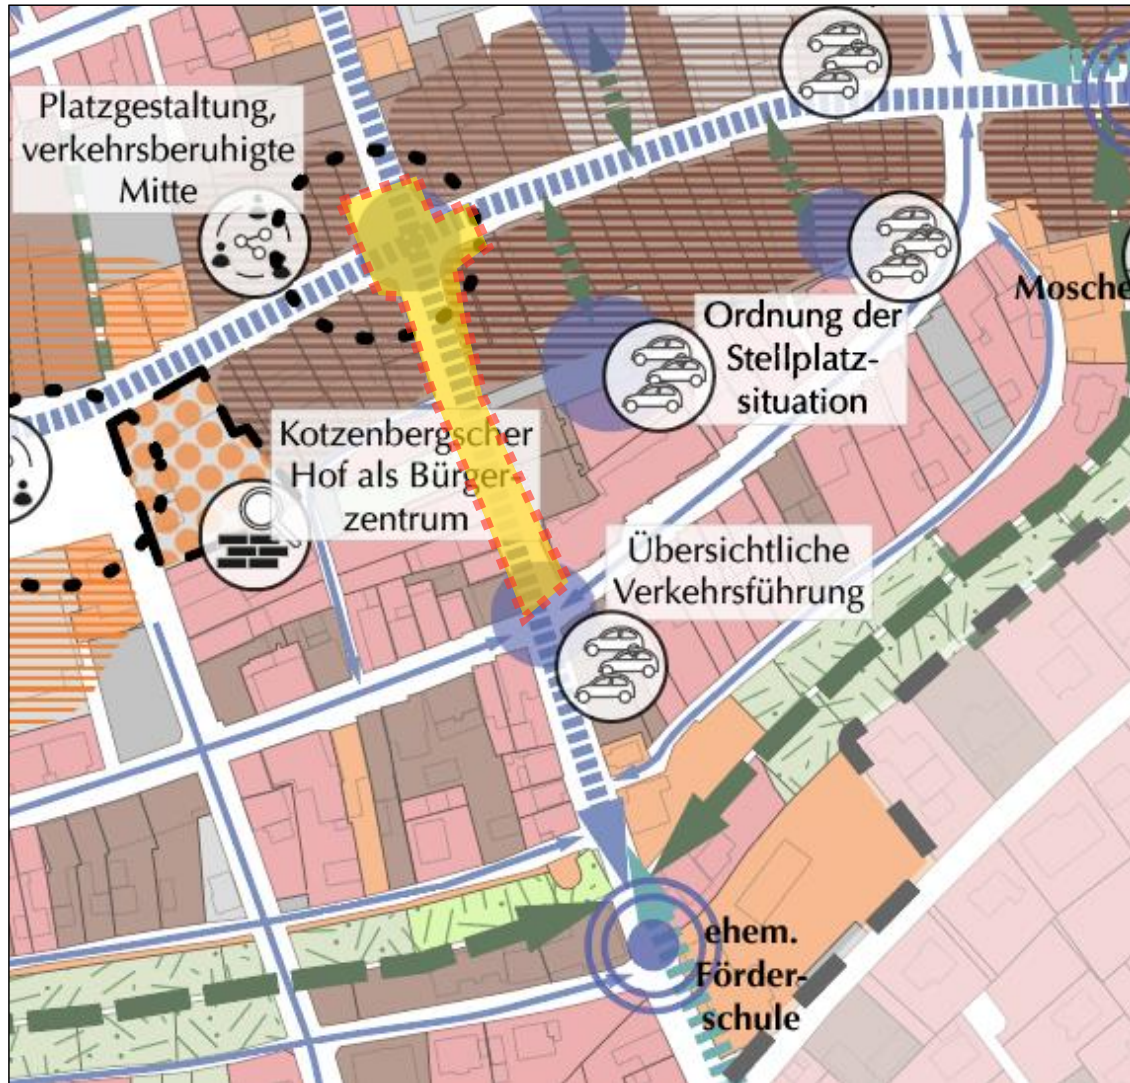 Platzgestaltung,
verkehrsberuhigte
Mitte
Ordnung der
Stellplatz-
situation
Mosche
Kotzenbergscher
Hof als Bürger-
zentrum
Übersichtliche
Verkehrsführung
ehem.
Förder-
schule